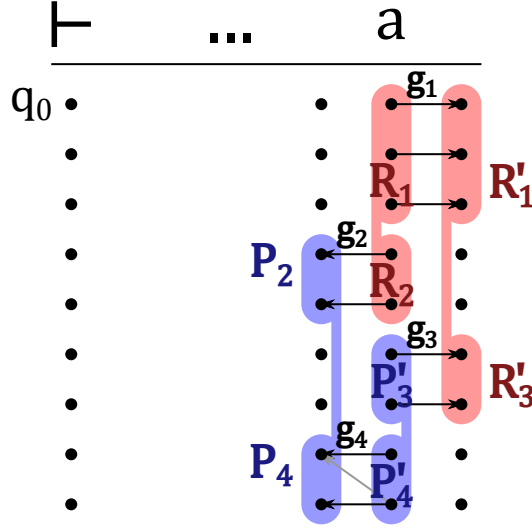 ⊢ ... a
q₀ g₁
R₁ R'₁
P₂ g₂ R₂
g₃
P'₃ R'₃
g₄
P₄ P'₄